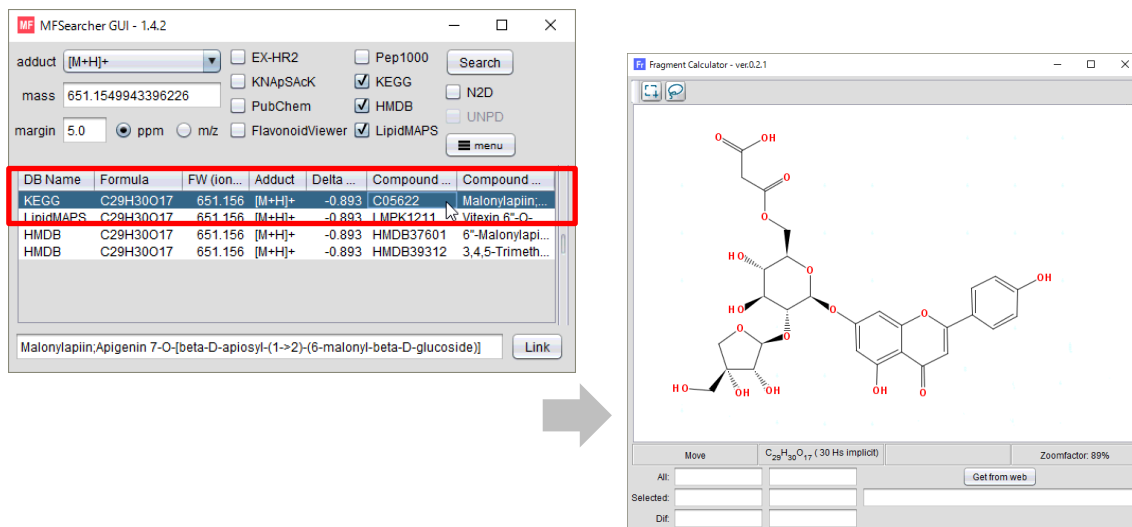 MF MFSearcher GUI - 1.4.2
adduct [M+H]+ EX-HR2 Pep1000 Search
KNApSAcK KEGG
mass 651.1549943396226 N2D
PubChem HMDB
UNPD
margin 5.0 ppm m/z FlavonoidViewer LipidMAPS
menu
DB Name Formula FW (ion... Adduct Delta ... Compound ... Compound ...
KEGG C29H30O17 651.156 [M+H]+ -0.893 C05622 Malonylapiin;...
LipidMAPS C29H30O17 651.156 [M+H]+ -0.893 LMPK1211 Vitexin 6"-O-
HMDB C29H30O17 651.156 [M+H]+ -0.893 HMDB37601 6"-Malonylapi...
HMDB C29H30O17 651.156 [M+H]+ -0.893 HMDB39312 3,4,5-Trimeth...
Malonylapiin;Apigenin 7-O-[beta-D-apiosyl-(1->2)-(6-malonyl-beta-D-glucoside)] Link
Fr Fragment Calculator - ver.0.2.1
O OH
O
O
HO O
OH
HO O O
O O
HO OH OH OH O
Move C29H30O17 ( 30 Hs implicit) Zoomfactor: 89%
All: Get from web
Selected:
Dif: